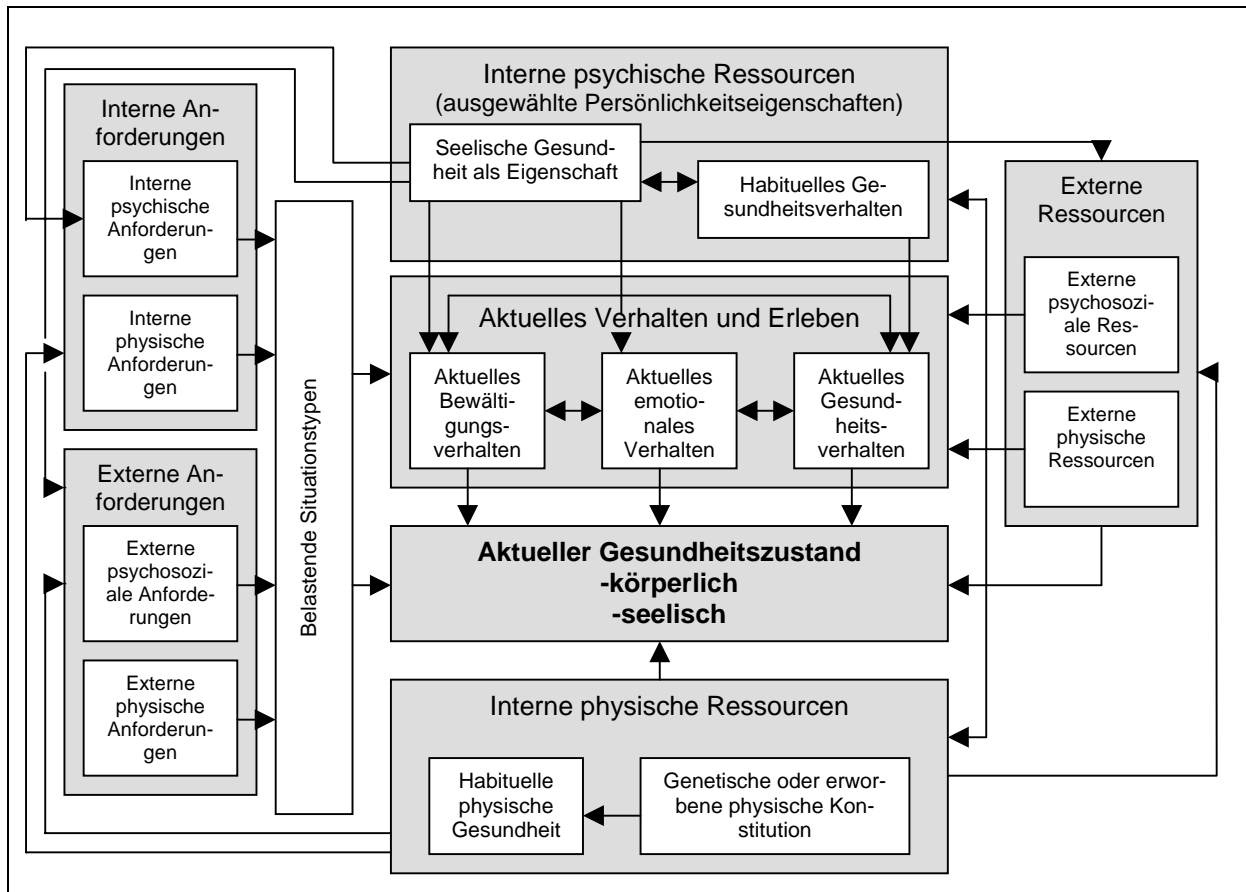 Interne psychische Ressourcen
(ausgewählte Persönlichkeitseigenschaften)
Seelische Gesund-
heit als Eigenschaft
Habituelles Ge-
sundheitsverhalten
Interne An-
forderungen
Interne
psychische
Anforderun-
gen
Interne
physische
Anforderun-
gen
Externe An-
forderungen
Externe
psychosozi-
ale Anforde-
rungen
Externe
physische
Anforderun-
gen
Belastende Situationstypen
Aktuelles Verhalten und Erleben
Aktuelles
Bewälti-
gungs-
verhalten
Aktuelles
emotio-
nales
Verhalten
Aktuelles
Gesund-
heits-
verhalten
Aktueller Gesundheitszustand
-körperlich
-seelisch
Interne physische Ressourcen
Habituelle
physische
Gesundheit
Genetische oder erwor-
bene physische Kon-
stitution
Externe
Ressourcen
Externe
psychosozi-
ale Res-
sourcen
Externe
physische
Ressourcen